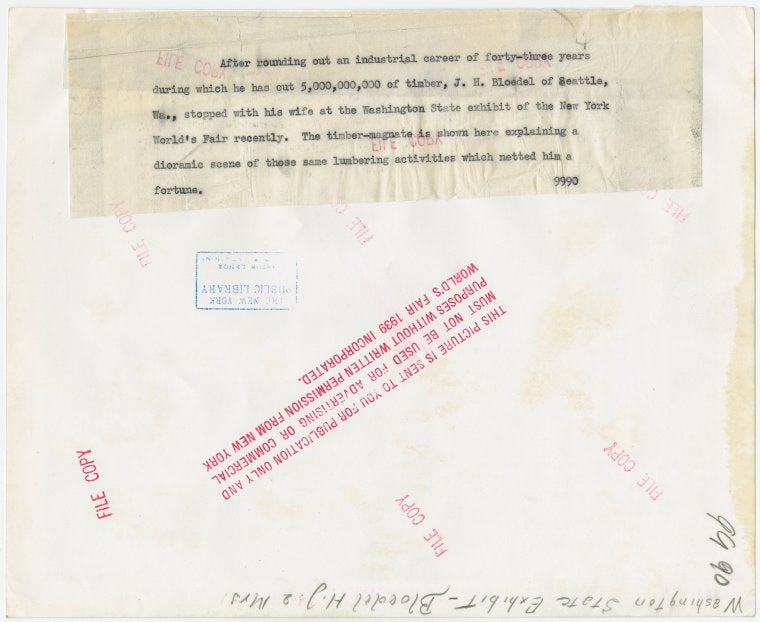 After rounding out an industrial career of forty-three years
during which he has cut 5,000,000,000 of timber, J. H. Bloedel of Seattle,
Wa., stopped with his wife at the Washington State exhibit of the New York
World's Fair recently. The timber-magnate is shown here explaining a
dioramic scene of those same lumbering activities which netted him a
fortune.
9990
FILE COPY
FILE COPY
FILE COPY
FILE COPY
FILE COPY
FILE COPY
THE NEW YORK
PUBLIC LIBRARY
THIS PICTURE IS SENT TO YOU FOR PUBLICATION ONLY AND
MUST NOT BE USED FOR ADVERTISING OR COMMERCIAL
PURPOSES WITHOUT WRITTEN PERMISSION FROM NEW YORK
WORLD'S FAIR 1939 INCORPORATED.
FILE COPY
FILE COPY
FILE COPY
Washington State Exhibit - Bloedel H. J. & Mrs